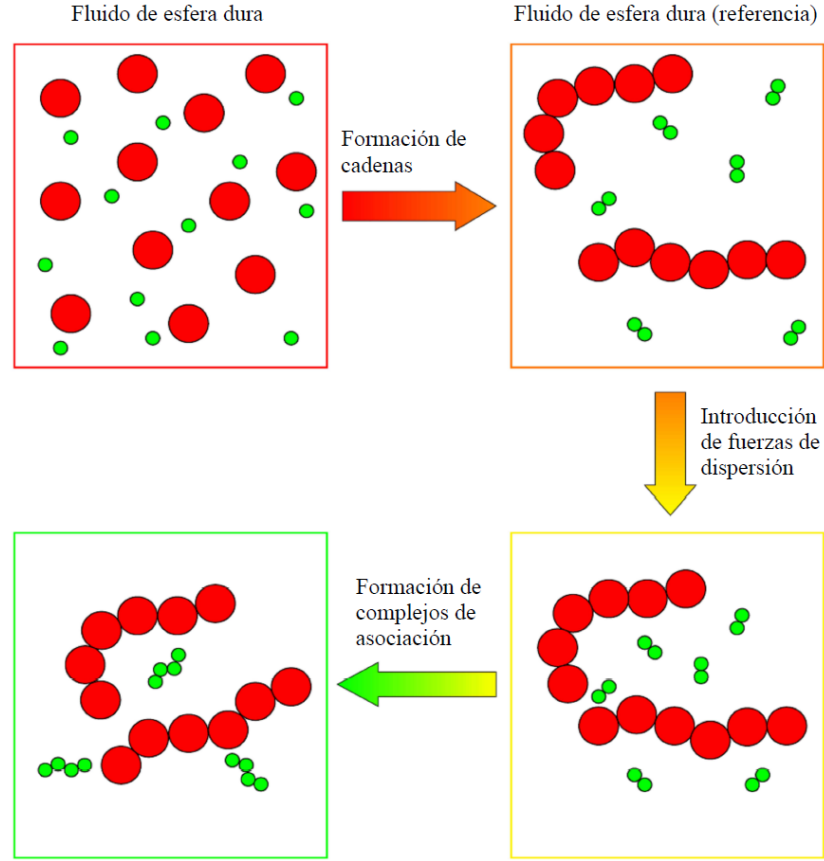 Fluido de esfera dura
Fluido de esfera dura (referencia)
Formación de
cadenas
Introducción
de fuerzas de
dispersión
Formación de
complejos de
asociación